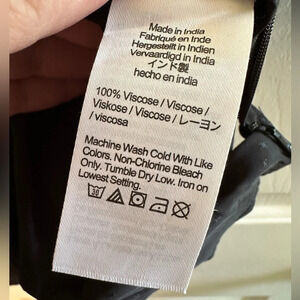 Made in India
Fabriqué en Inde
Hergestellt in Indien
Vervaardigd in India
インド製
hecho en india
100% Viscose / Viscose /
Viskose / Viscose / レーヨン
/ viscosa
Machine Wash Cold With Like
Colors. Non-Chlorine Bleach
Only. Tumble Dry Low. Iron on
Lowest Setting.
30